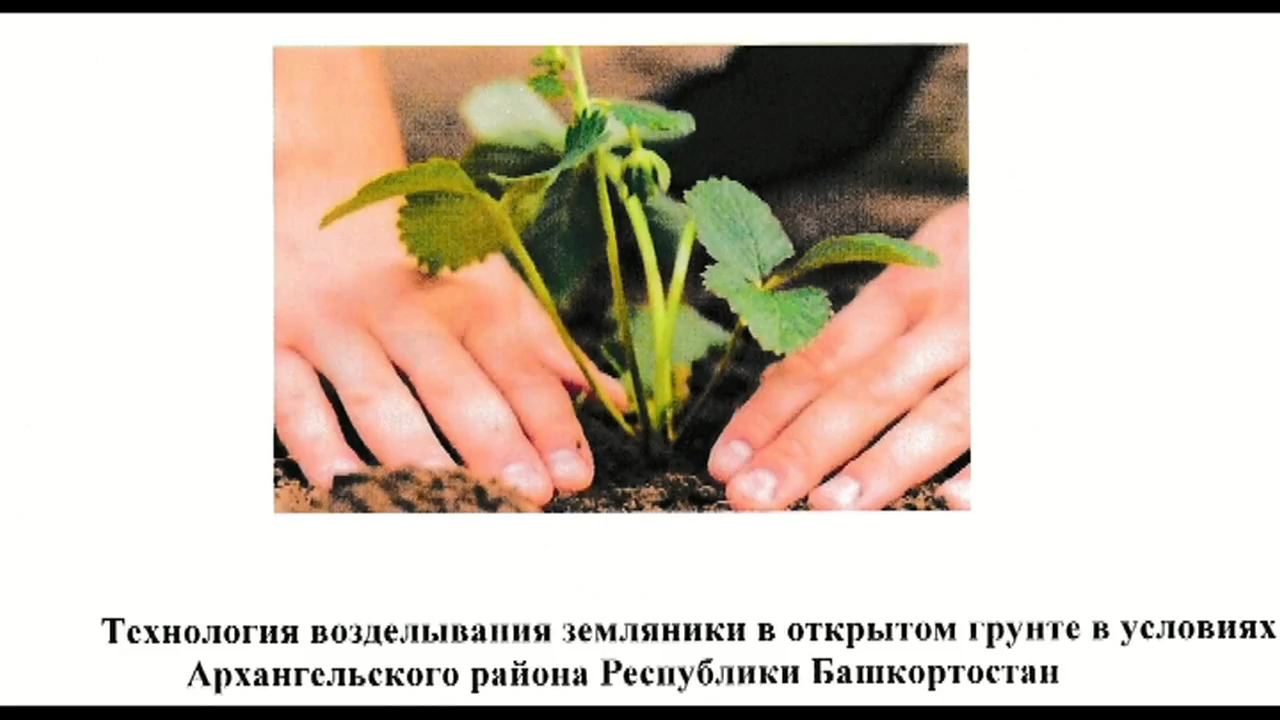 Технология возделывания земляники в открытом грунте в условиях
Архангельского района Республики Башкортостан